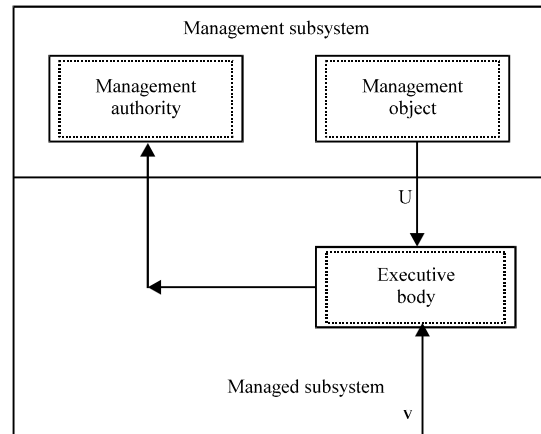 Management subsystem
Management
authority
Management
object
U
Executive
body
Managed subsystem
v